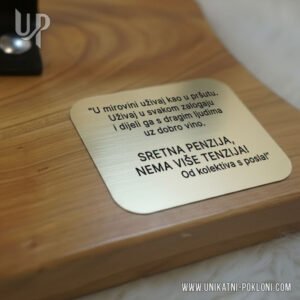 UP
"U mirovini uživaj kao u pršutu.
Uživaj u svakom zalogaju
i dijeli ga s dragim ljudima
uz dobro vino.
SRETNA PENZIJA,
NEMA VIŠE TENZIJA!
Od kolektiva s posla!"
WWW.UNIKATNI-POKLONI.COM